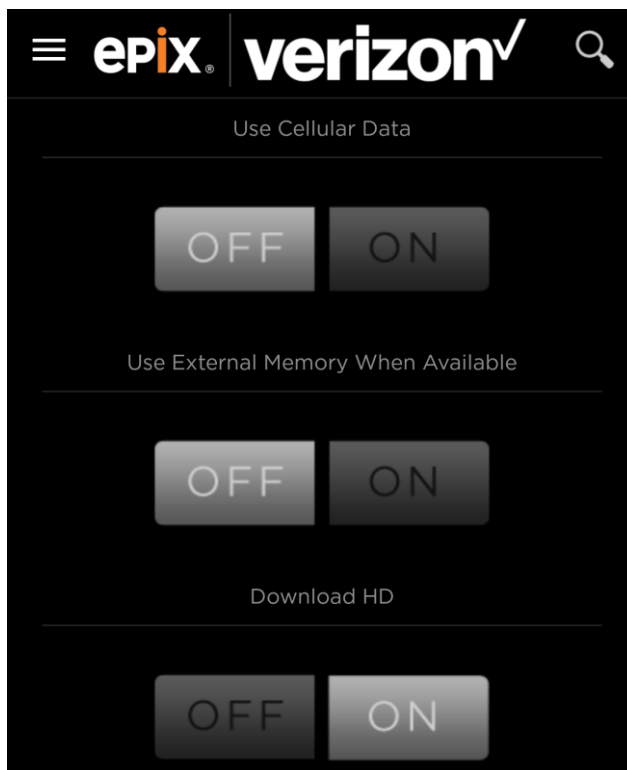 epix® verizon✓
Use Cellular Data
OFF ON
Use External Memory When Available
OFF ON
Download HD
OFF ON